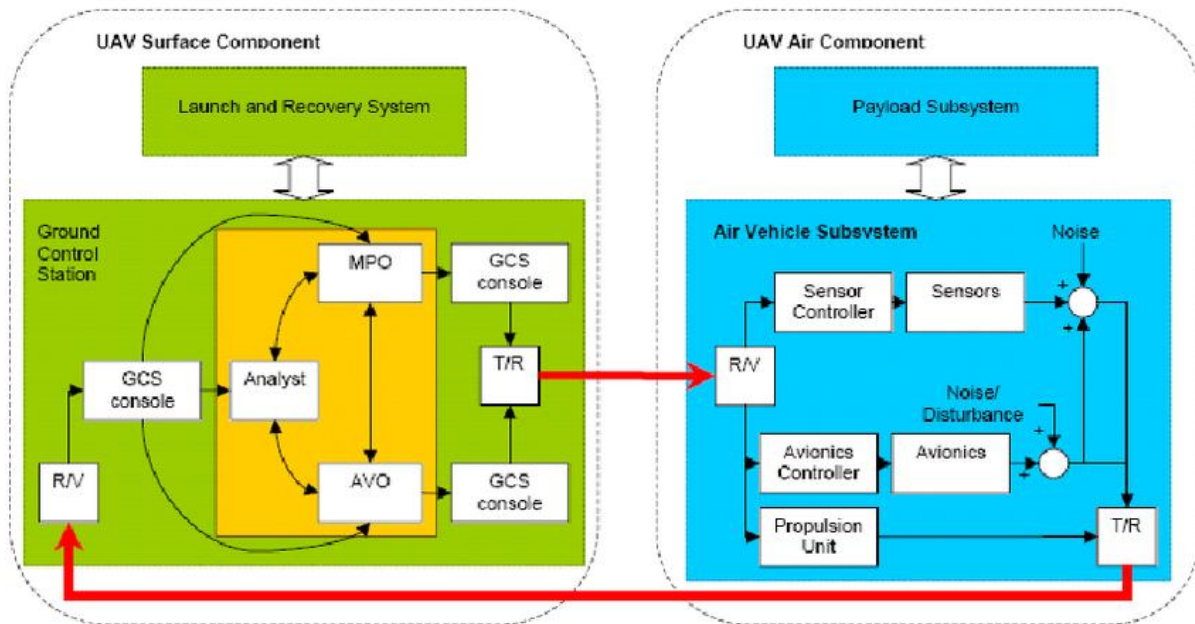 UAV Surface Component
Launch and Recovery System
Ground
Control
Station
MPO
GCS
console
GCS
console
Analyst
T/R
R/V
AVO
GCS
console
UAV Air Component
Payload Subsystem
Air Vehicle Subsystem
Noise
+
Sensor
Controller
Sensors
+
R/V
Noise/
Disturbance
+
Avionics
Controller
Avionics
+
Propulsion
Unit
T/R